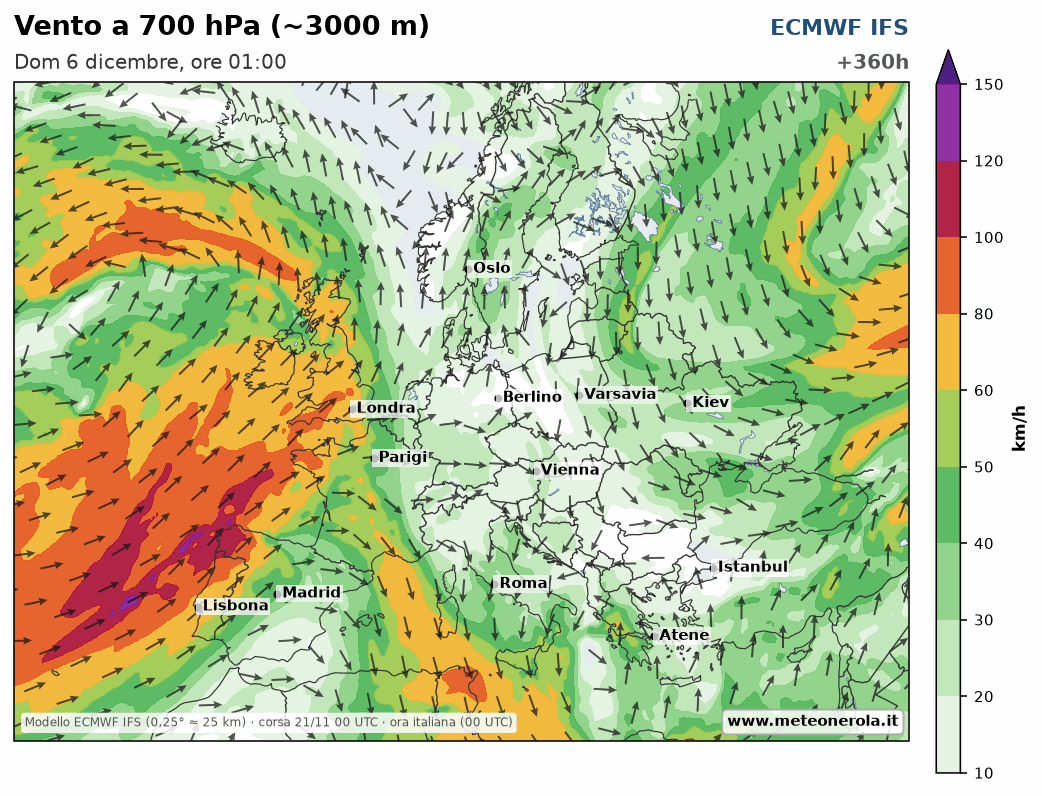 Vento a 700 hPa (~3000 m)
ECMWF IFS
Dom 6 dicembre, ore 01:00
+360h
150
120
100
80
60
50
40
30
20
10
km/h
Oslo
Berlino
Varsavia
Kiev
Londra
Parigi
Vienna
Istanbul
Roma
Madrid
Lisbona
Atene
Modello ECMWF IFS (0,25° ≈ 25 km) · corsa 21/11 00 UTC · ora italiana (00 UTC)
www.meteonerola.it